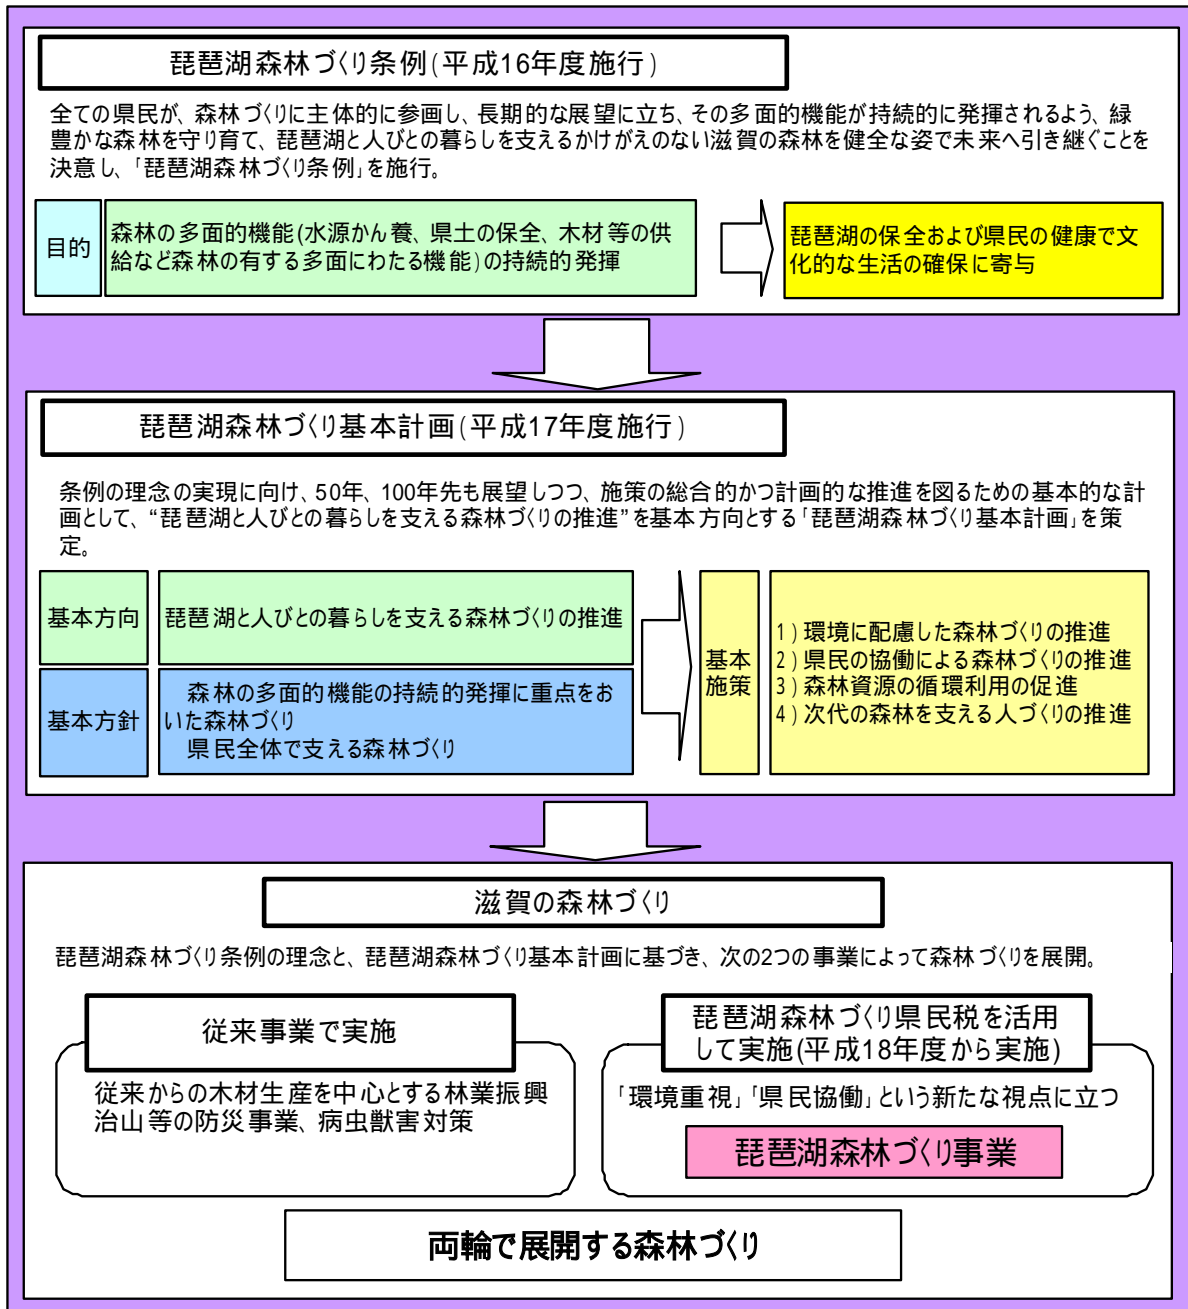 琵琶湖森林づくり条例(平成16年度施行)
全ての県民が、森林づくりに主体的に参画し、長期的な展望に立ち、その多面的機能が持続的に発揮されるよう、緑
豊かな森林を守り育て、琵琶湖と人びとの暮らしを支えるかけがえのない滋賀の森林を健全な姿で未来へ引き継ぐことを
決意し、「琵琶湖森林づくり条例」を施行。
目的
森林の多面的機能(水源かん養、県土の保全、木材等の供
給など森林の有する多面にわたる機能)の持続的発揮
琵琶湖の保全および県民の健康で文
化的な生活の確保に寄与
琵琶湖森林づくり基本計画(平成17年度施行)
条例の理念の実現に向け、50年、100年先も展望しつつ、施策の総合的かつ計画的な推進を図るための基本的な計
画として、“琵琶湖と人びとの暮らしを支える森林づくりの推進”を基本方向とする「琵琶湖森林づくり基本計画」を策
定。
基本方向
琵琶湖と人びとの暮らしを支える森林づくりの推進
基本方針
森林の多面的機能の持続的発揮に重点をお
いた森林づくり
県民全体で支える森林づくり
基本
施策
1)環境に配慮した森林づくりの推進
2)県民の協働による森林づくりの推進
3)森林資源の循環利用の促進
4)次代の森林を支える人づくりの推進
滋賀の森林づくり
琵琶湖森林づくり条例の理念と、琵琶湖森林づくり基本計画に基づき、次の2つの事業によって森林づくりを展開。
従来事業で実施
従来からの木材生産を中心とする林業振興
治山等の防災事業、病虫獣害対策
琵琶湖森林づくり県民税を活用
して実施(平成18年度から実施)
「環境重視」「県民協働」という新たな視点に立つ
琵琶湖森林づくり事業
両輪で展開する森林づくり